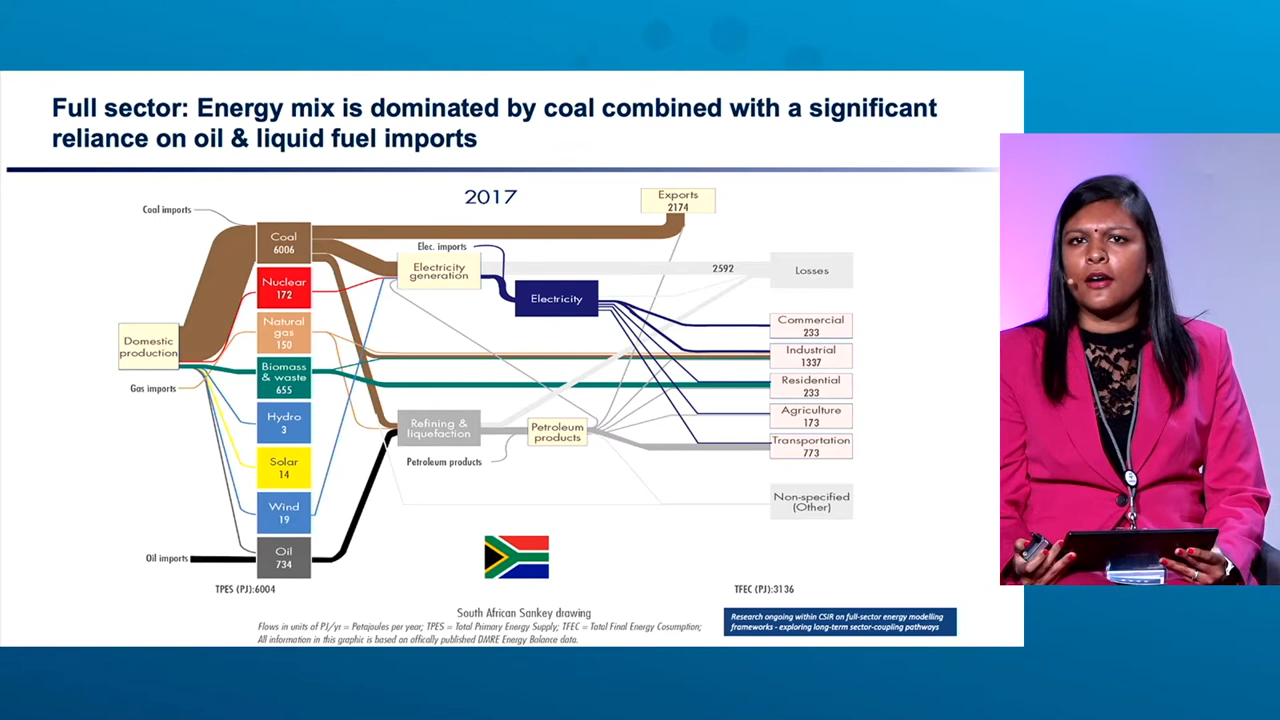 Full sector: Energy mix is dominated by coal combined with a significant
reliance on oil & liquid fuel imports
2017
Exports
2174
Coal imports
Coal
6006
Elec. imports
Electricity
generation
2592
Losses
Nuclear
172
Electricity
Natural
gas
150
Commercial
233
Domestic
production
Industrial
1337
Gas imports
Biomass
& waste
655
Residential
233
Hydro
3
Agriculture
173
Refining &
liquefaction
Petroleum
products
Transportation
773
Solar
14
Petroleum products
Wind
19
Non-specified
(Other)
Oil imports
Oil
734
TPES (PJ):6004
TFEC (PJ):3136
South African Sankey drawing
Flows in units of PJ/yr = Petajoules per year; TPES = Total Primary Energy Supply; TFEC = Total Final Energy Cosumption;
All information in this graphic is based on offically published DMRE Energy Balance data.
Research ongoing within CSIR on full-sector energy modelling
frameworks - exploring long-term sector-coupling pathways